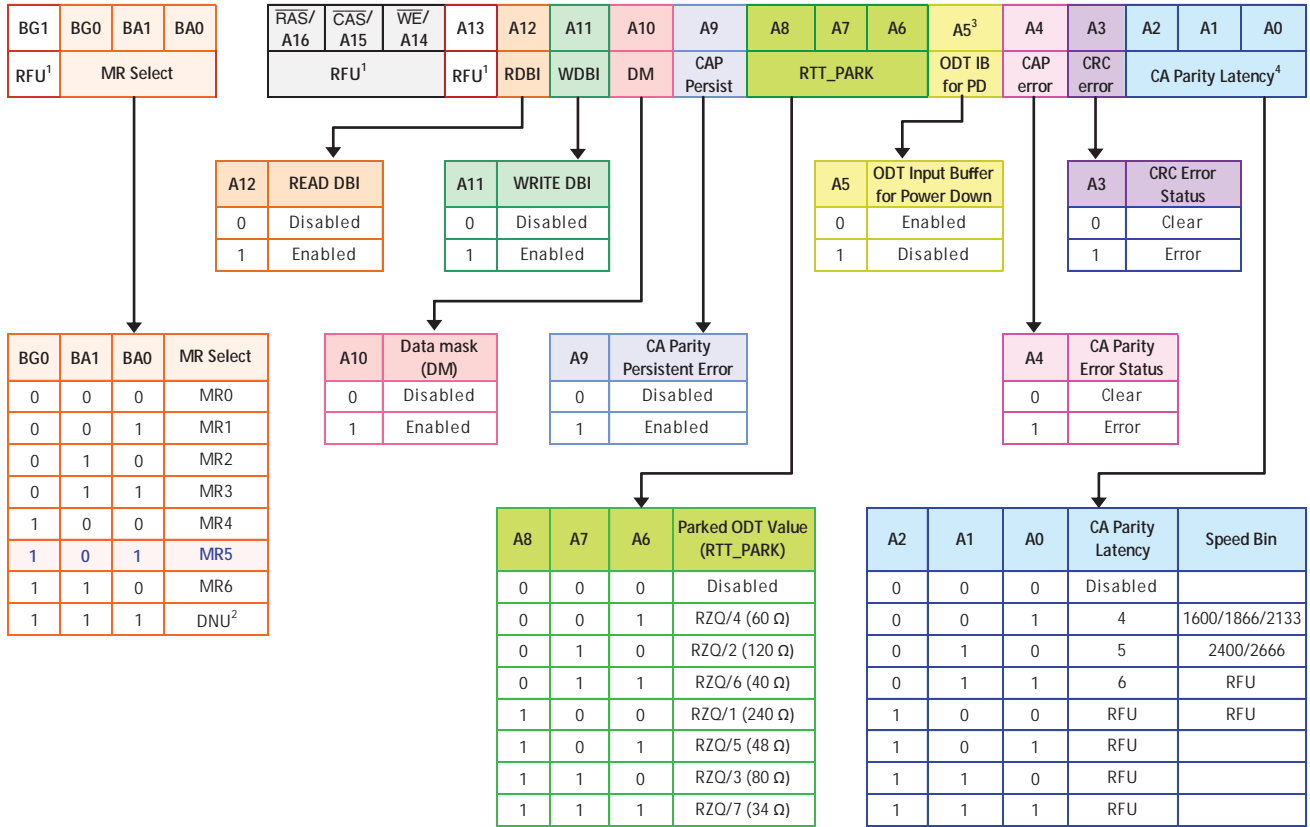 BG1 BG0 BA1 BA0 RAS/ A16 CAS/ A15 WE/ A14 A13 A12 A11 A10 A9 A8 A7 A6 A5³ A4 A3 A2 A1 A0
RFU¹ MR Select RFU¹ RFU¹ RDBI WDBI DM CAP Persist RTT_PARK ODT IB for PD CAP error CRC error CA Parity Latency⁴
A12 READ DBI
0 Disabled
1 Enabled
A11 WRITE DBI
0 Disabled
1 Enabled
A5 ODT Input Buffer for Power Down
0 Enabled
1 Disabled
A3 CRC Error Status
0 Clear
1 Error
BG0 BA1 BA0 MR Select
0 0 0 MR0
0 0 1 MR1
0 1 0 MR2
0 1 1 MR3
1 0 0 MR4
1 0 1 MR5
1 1 0 MR6
1 1 1 DNU²
A10 Data mask (DM)
0 Disabled
1 Enabled
A9 CA Parity Persistent Error
0 Disabled
1 Enabled
A4 CA Parity Error Status
0 Clear
1 Error
A8 A7 A6 Parked ODT Value (RTT_PARK)
0 0 0 Disabled
0 0 1 RZQ/4 (60 Ω)
0 1 0 RZQ/2 (120 Ω)
0 1 1 RZQ/6 (40 Ω)
1 0 0 RZQ/1 (240 Ω)
1 0 1 RZQ/5 (48 Ω)
1 1 0 RZQ/3 (80 Ω)
1 1 1 RZQ/7 (34 Ω)
A2 A1 A0 CA Parity Latency Speed Bin
0 0 0 Disabled
0 0 1 4 1600/1866/2133
0 1 0 5 2400/2666
0 1 1 6 RFU
1 0 0 RFU RFU
1 0 1 RFU
1 1 0 RFU
1 1 1 RFU